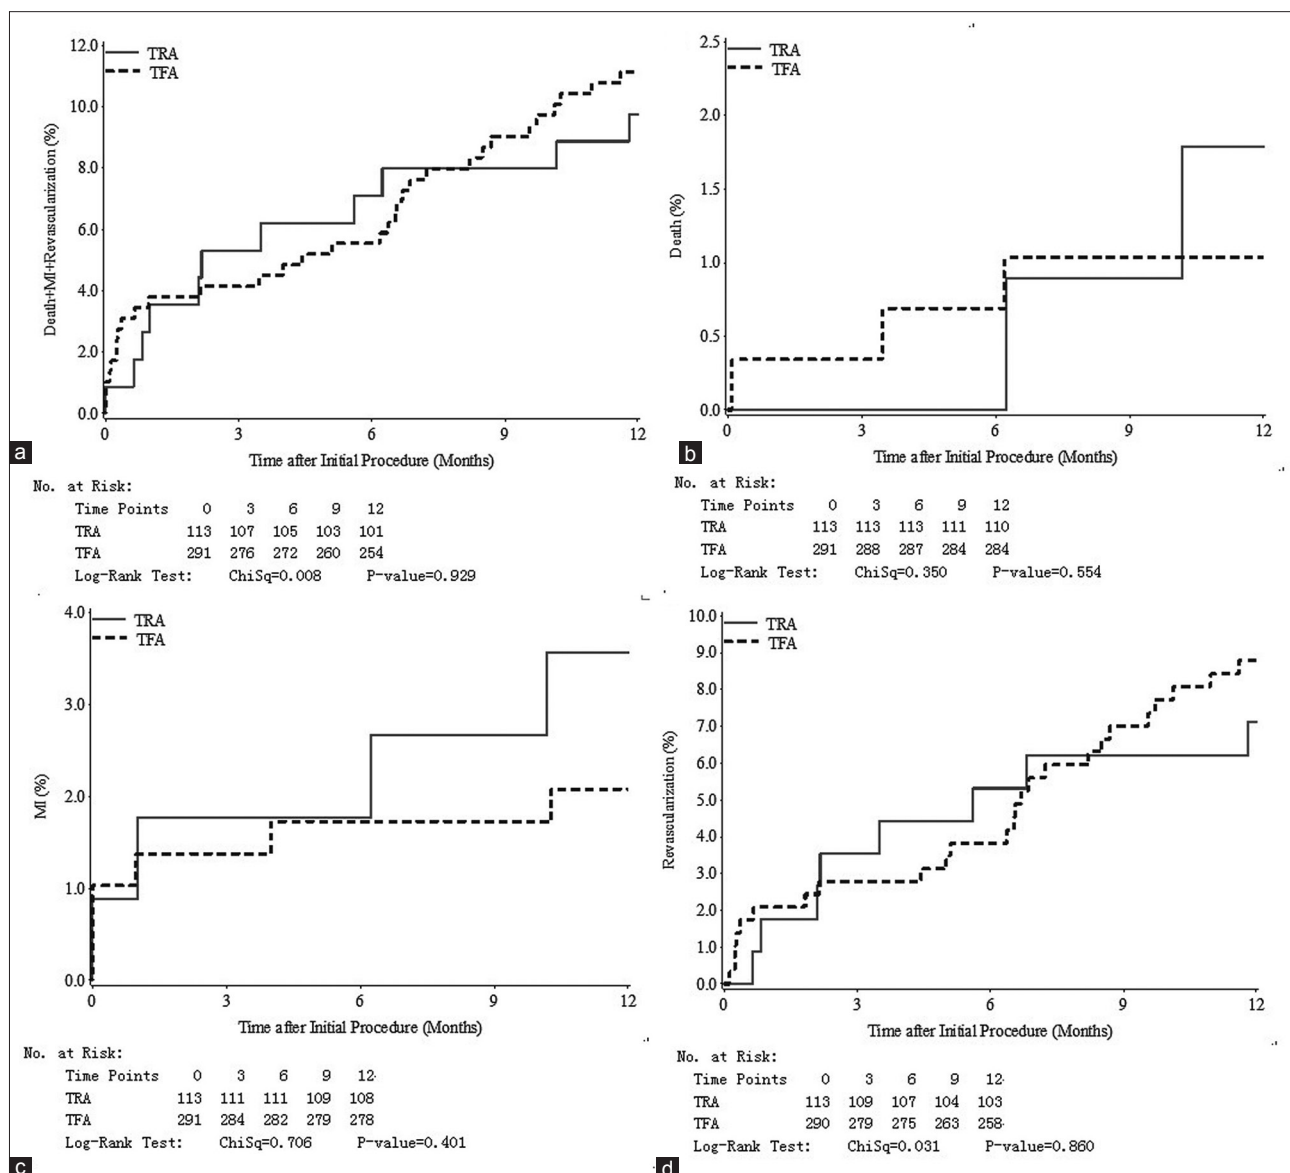 12.0
10.0
8.0
6.0
4.0
2.0
0.0
Death+MI+Revascularization (%)
TRA
TFA
0 3 6 9 12
Time after Initial Procedure (Months)
a
No. at Risk:
Time Points 0 3 6 9 12
TRA 113 107 105 103 101
TFA 291 276 272 260 254
Log-Rank Test: ChiSq=0.008 P-value=0.929
2.5
2.0
1.5
1.0
0.5
0.0
Death (%)
TRA
TFA
0 3 6 9 12
Time after Initial Procedure (Months)
b
No. at Risk:
Time Points 0 3 6 9 12
TRA 113 113 113 111 110
TFA 291 288 287 284 284
Log-Rank Test: ChiSq=0.350 P-value=0.554
4.0
3.0
2.0
1.0
0.0
MI (%)
TRA
TFA
0 3 6 9 12
Time after Initial Procedure (Months)
No. at Risk:
Time Points 0 3 6 9 12
TRA 113 111 111 109 108
TFA 291 284 282 279 278
Log-Rank Test: ChiSq=0.706 P-value=0.401
c
10.0
9.0
8.0
7.0
6.0
5.0
4.0
3.0
2.0
1.0
0.0
Revascularization (%)
TRA
TFA
0 3 6 9 12
Time after Initial Procedure (Months)
No. at Risk:
Time Points 0 3 6 9 12
TRA 113 109 107 104 103
TFA 290 279 275 263 258
Log-Rank Test: ChiSq=0.031 P-value=0.860
d